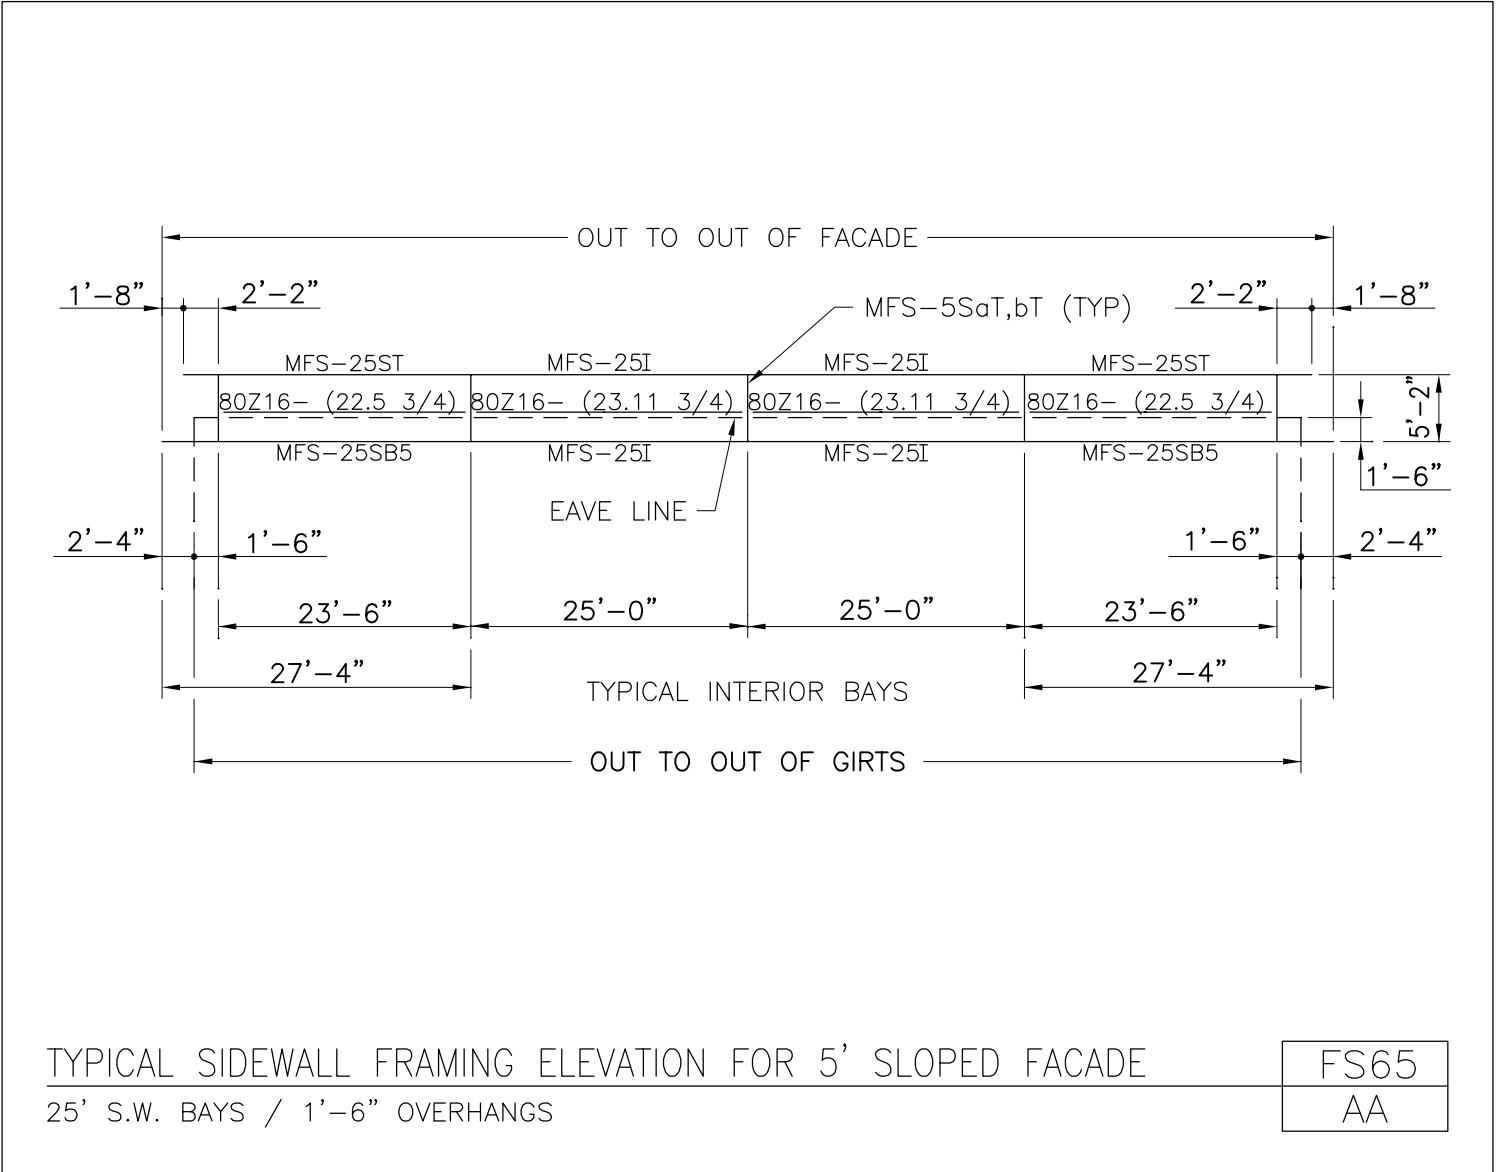 OUT TO OUT OF FACADE
1'-8" 2'-2" MFS-5SaT,bT (TYP) 2'-2" 1'-8"
MFS-25ST MFS-25I MFS-25I MFS-25ST
80Z16- (22.5 3/4) 80Z16- (23.11 3/4) 80Z16- (23.11 3/4) 80Z16- (22.5 3/4)
5'-2"
MFS-25SB5 MFS-25I MFS-25I MFS-25SB5
1'-6"
EAVE LINE
2'-4" 1'-6" 1'-6" 2'-4"
23'-6" 25'-0" 25'-0" 23'-6"
27'-4" TYPICAL INTERIOR BAYS 27'-4"
OUT TO OUT OF GIRTS
TYPICAL SIDEWALL FRAMING ELEVATION FOR 5' SLOPED FACADE
FS65
25' S.W. BAYS / 1'-6" OVERHANGS
AA